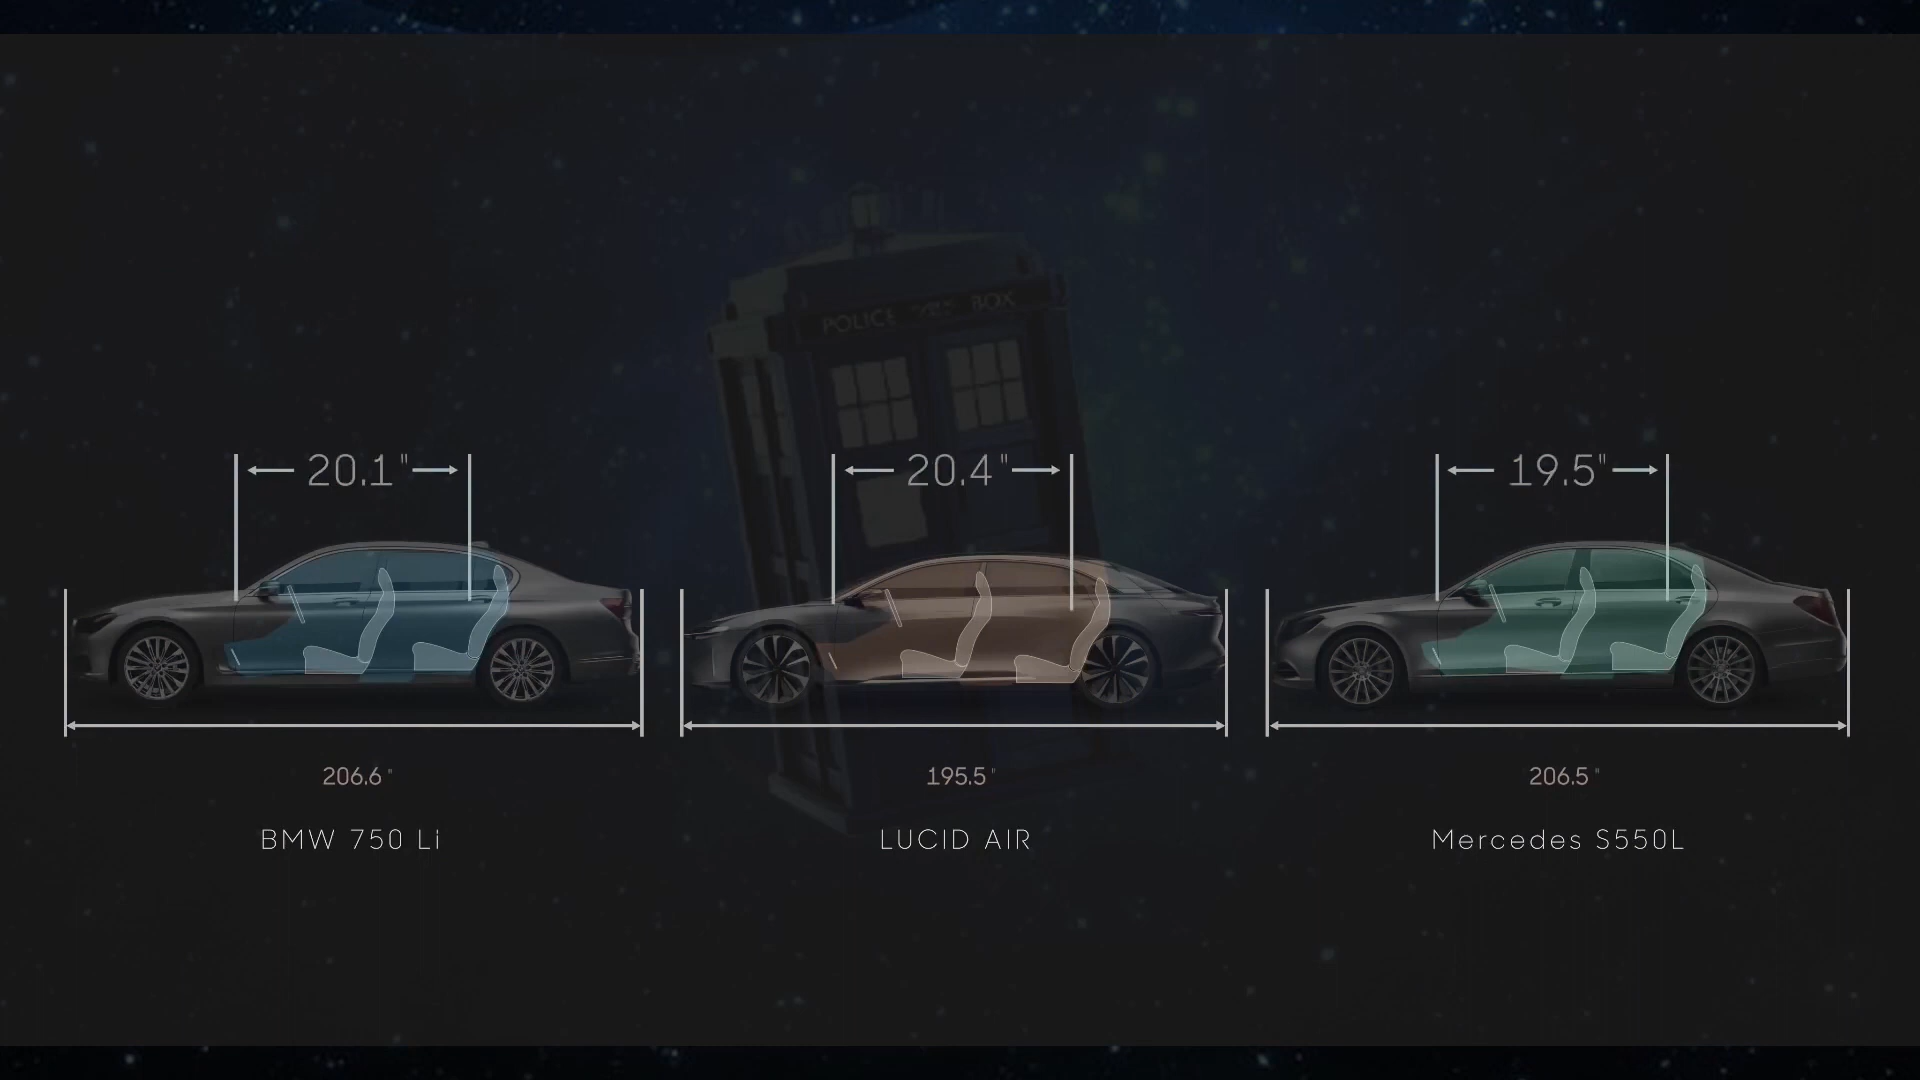 POLICE BOX
20.1"
20.4"
19.5"
206.6"
195.5"
206.5"
BMW 750 Li
LUCID AIR
Mercedes S550L